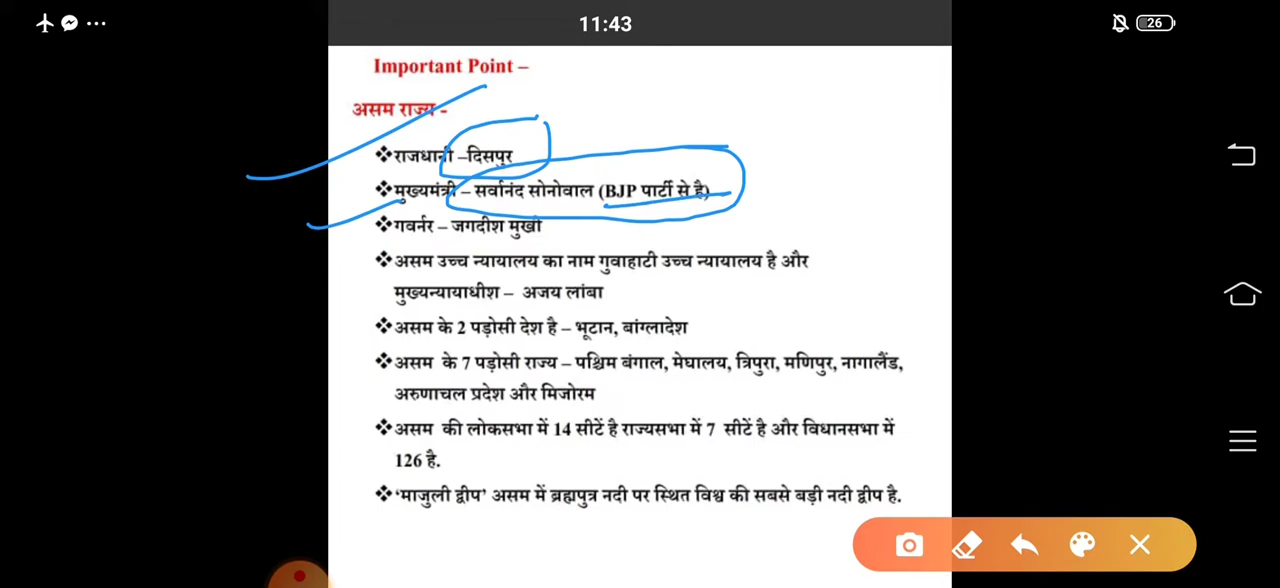 11:43
26
Important Point –
असम राज्य -
❖राजधानी –दिसपुर
❖मुख्यमंत्री – सर्वानंद सोनोवाल (BJP पार्टी से है)
❖गवर्नर – जगदीश मुखी
❖असम उच्च न्यायालय का नाम गुवाहाटी उच्च न्यायालय है और
मुख्यन्यायाधीश – अजय लांबा
❖असम के 2 पड़ोसी देश है – भूटान, बांग्लादेश
❖असम के 7 पड़ोसी राज्य – पश्चिम बंगाल, मेघालय, त्रिपुरा, मणिपुर, नागालैंड,
अरुणाचल प्रदेश और मिजोरम
❖असम की लोकसभा में 14 सीटें है राज्यसभा में 7 सीटें है और विधानसभा में
126 है.
❖‘माजुली द्वीप’ असम में ब्रह्मपुत्र नदी पर स्थित विश्व की सबसे बड़ी नदी द्वीप है.